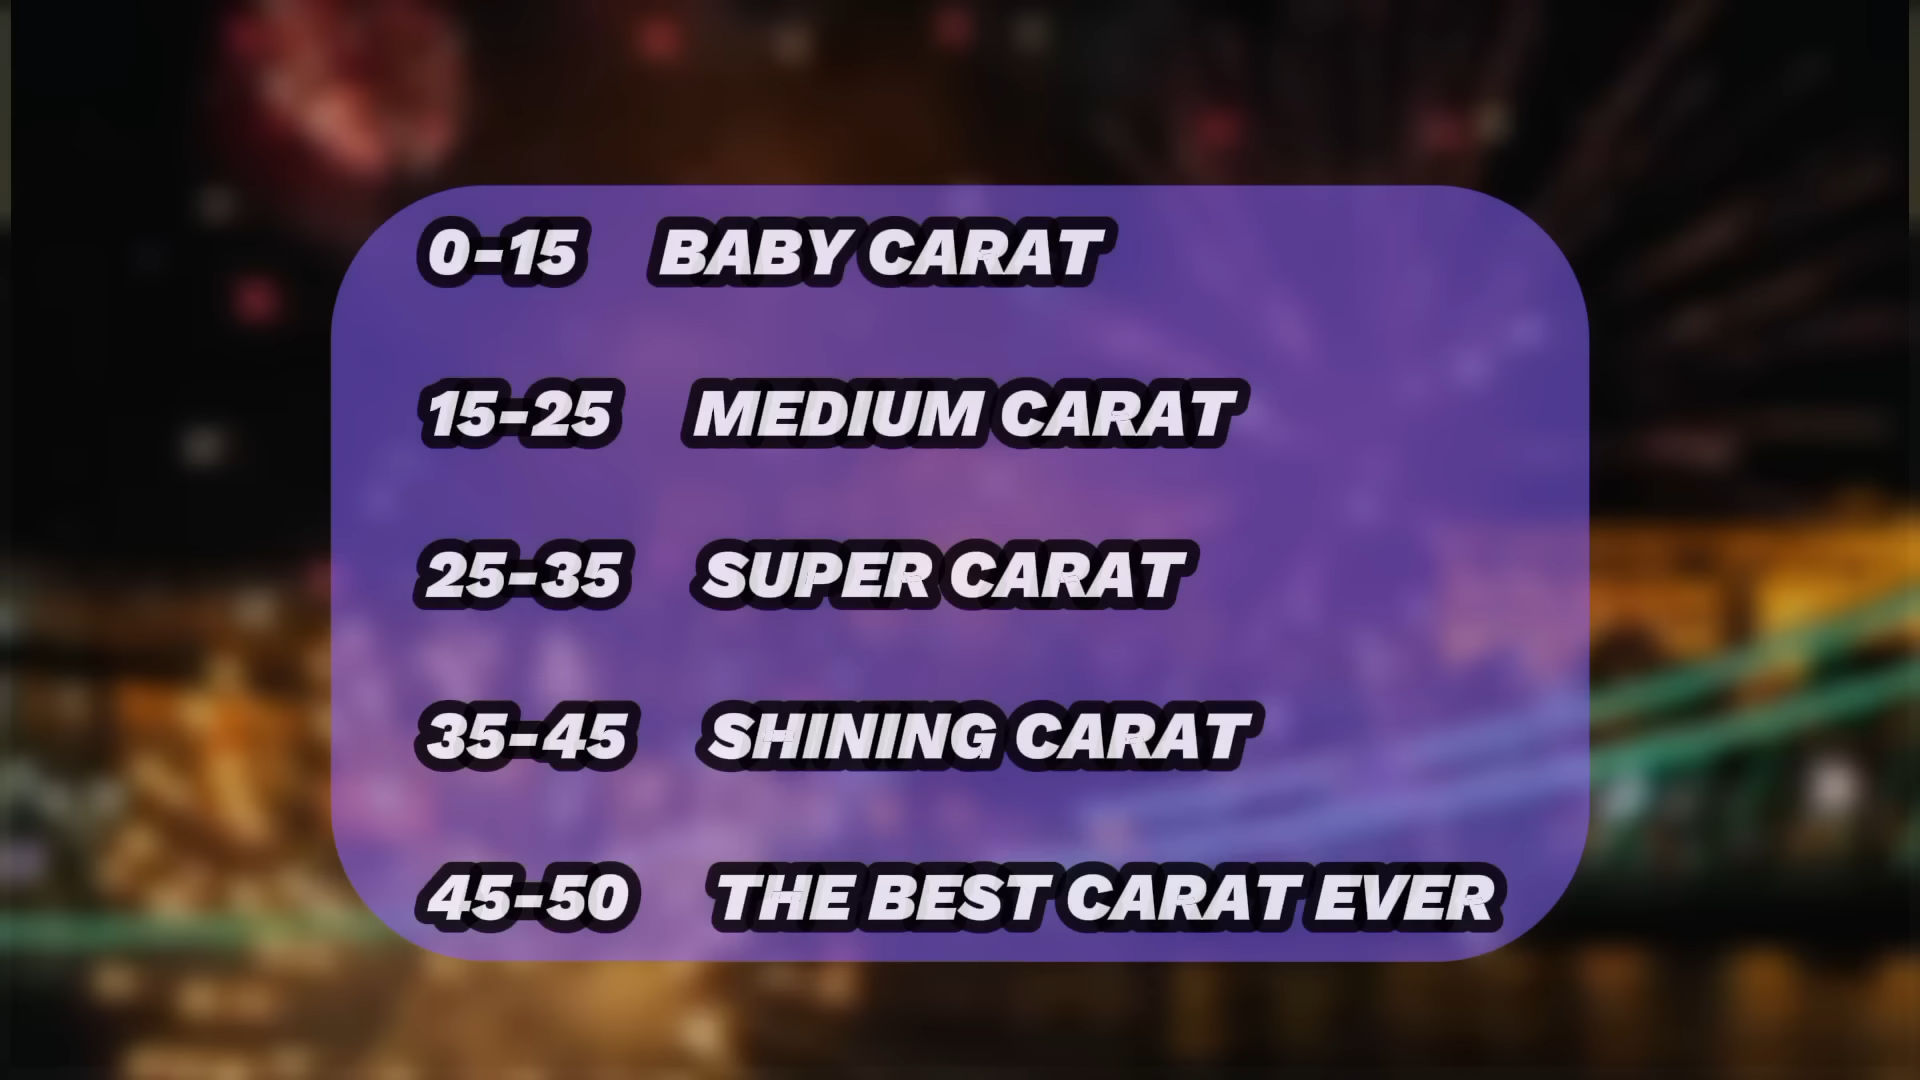 0-15 BABY CARAT
15-25 MEDIUM CARAT
25-35 SUPER CARAT
35-45 SHINING CARAT
45-50 THE BEST CARAT EVER